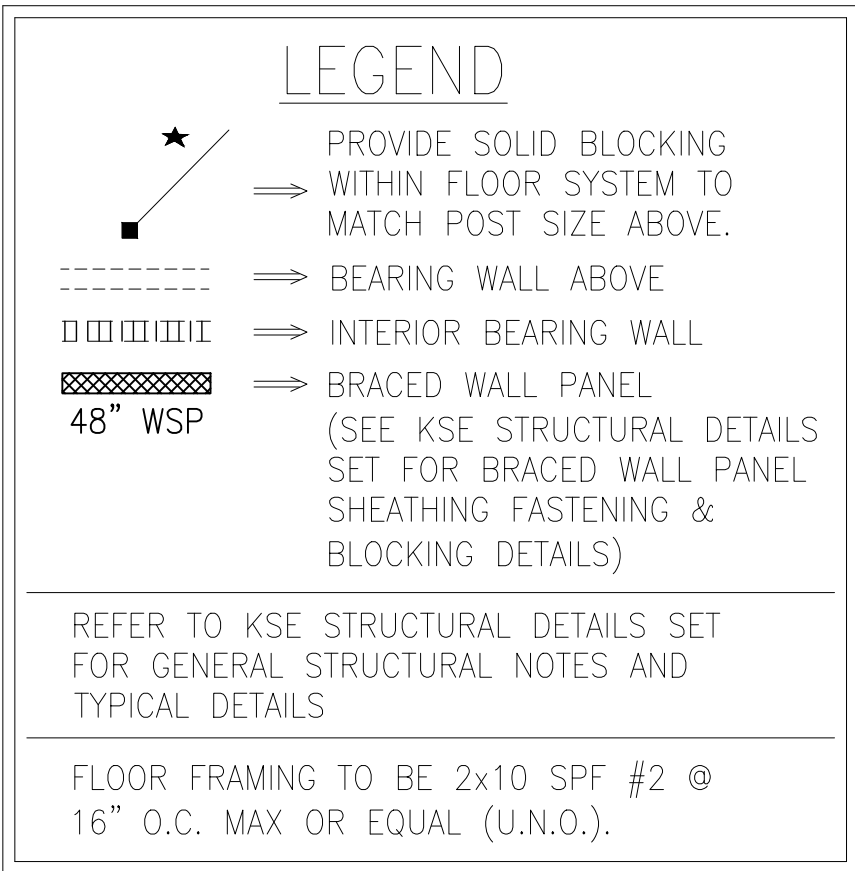 LEGEND
PROVIDE SOLID BLOCKING
WITHIN FLOOR SYSTEM TO
MATCH POST SIZE ABOVE.
BEARING WALL ABOVE
INTERIOR BEARING WALL
BRACED WALL PANEL
48” WSP
(SEE KSE STRUCTURAL DETAILS
SET FOR BRACED WALL PANEL
SHEATHING FASTENING &
BLOCKING DETAILS)
REFER TO KSE STRUCTURAL DETAILS SET
FOR GENERAL STRUCTURAL NOTES AND
TYPICAL DETAILS
FLOOR FRAMING TO BE 2x10 SPF #2 @
16” O.C. MAX OR EQUAL (U.N.O.).